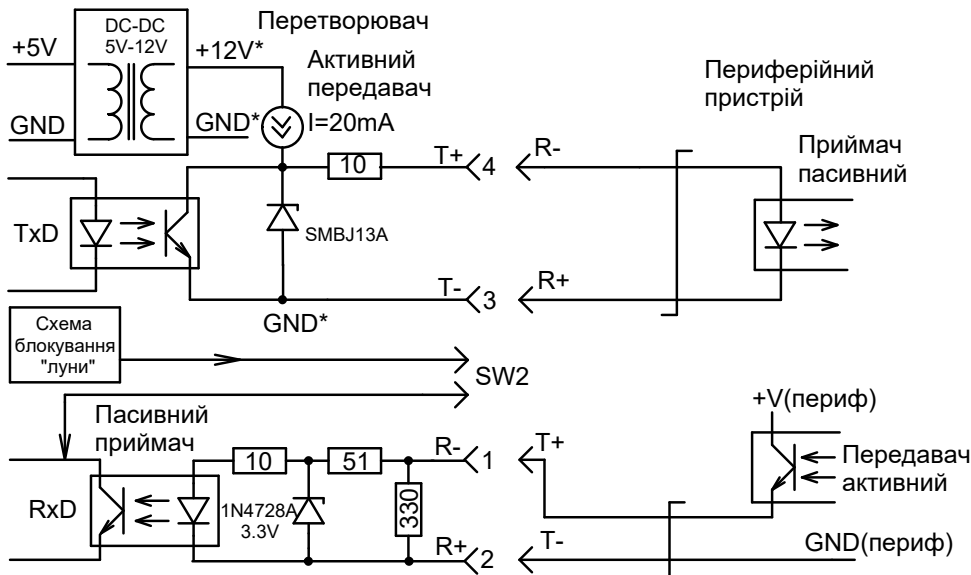 DC-DC
5V-12V
Перетворювач
+5V
+12V*
Активний
передавач
GND
GND*
I=20mA
Периферійний
пристрій
10
T+
4
R-
Приймач
пасивний
TxD
SMBJ13A
T-
3
R+
GND*
Схема
блокування
"луни"
SW2
Пасивний
приймач
+V(периф)
10
51
R-
1
T+
Передавач
активний
RxD
1N4728A
3.3V
330
R+
2
T-
GND(периф)